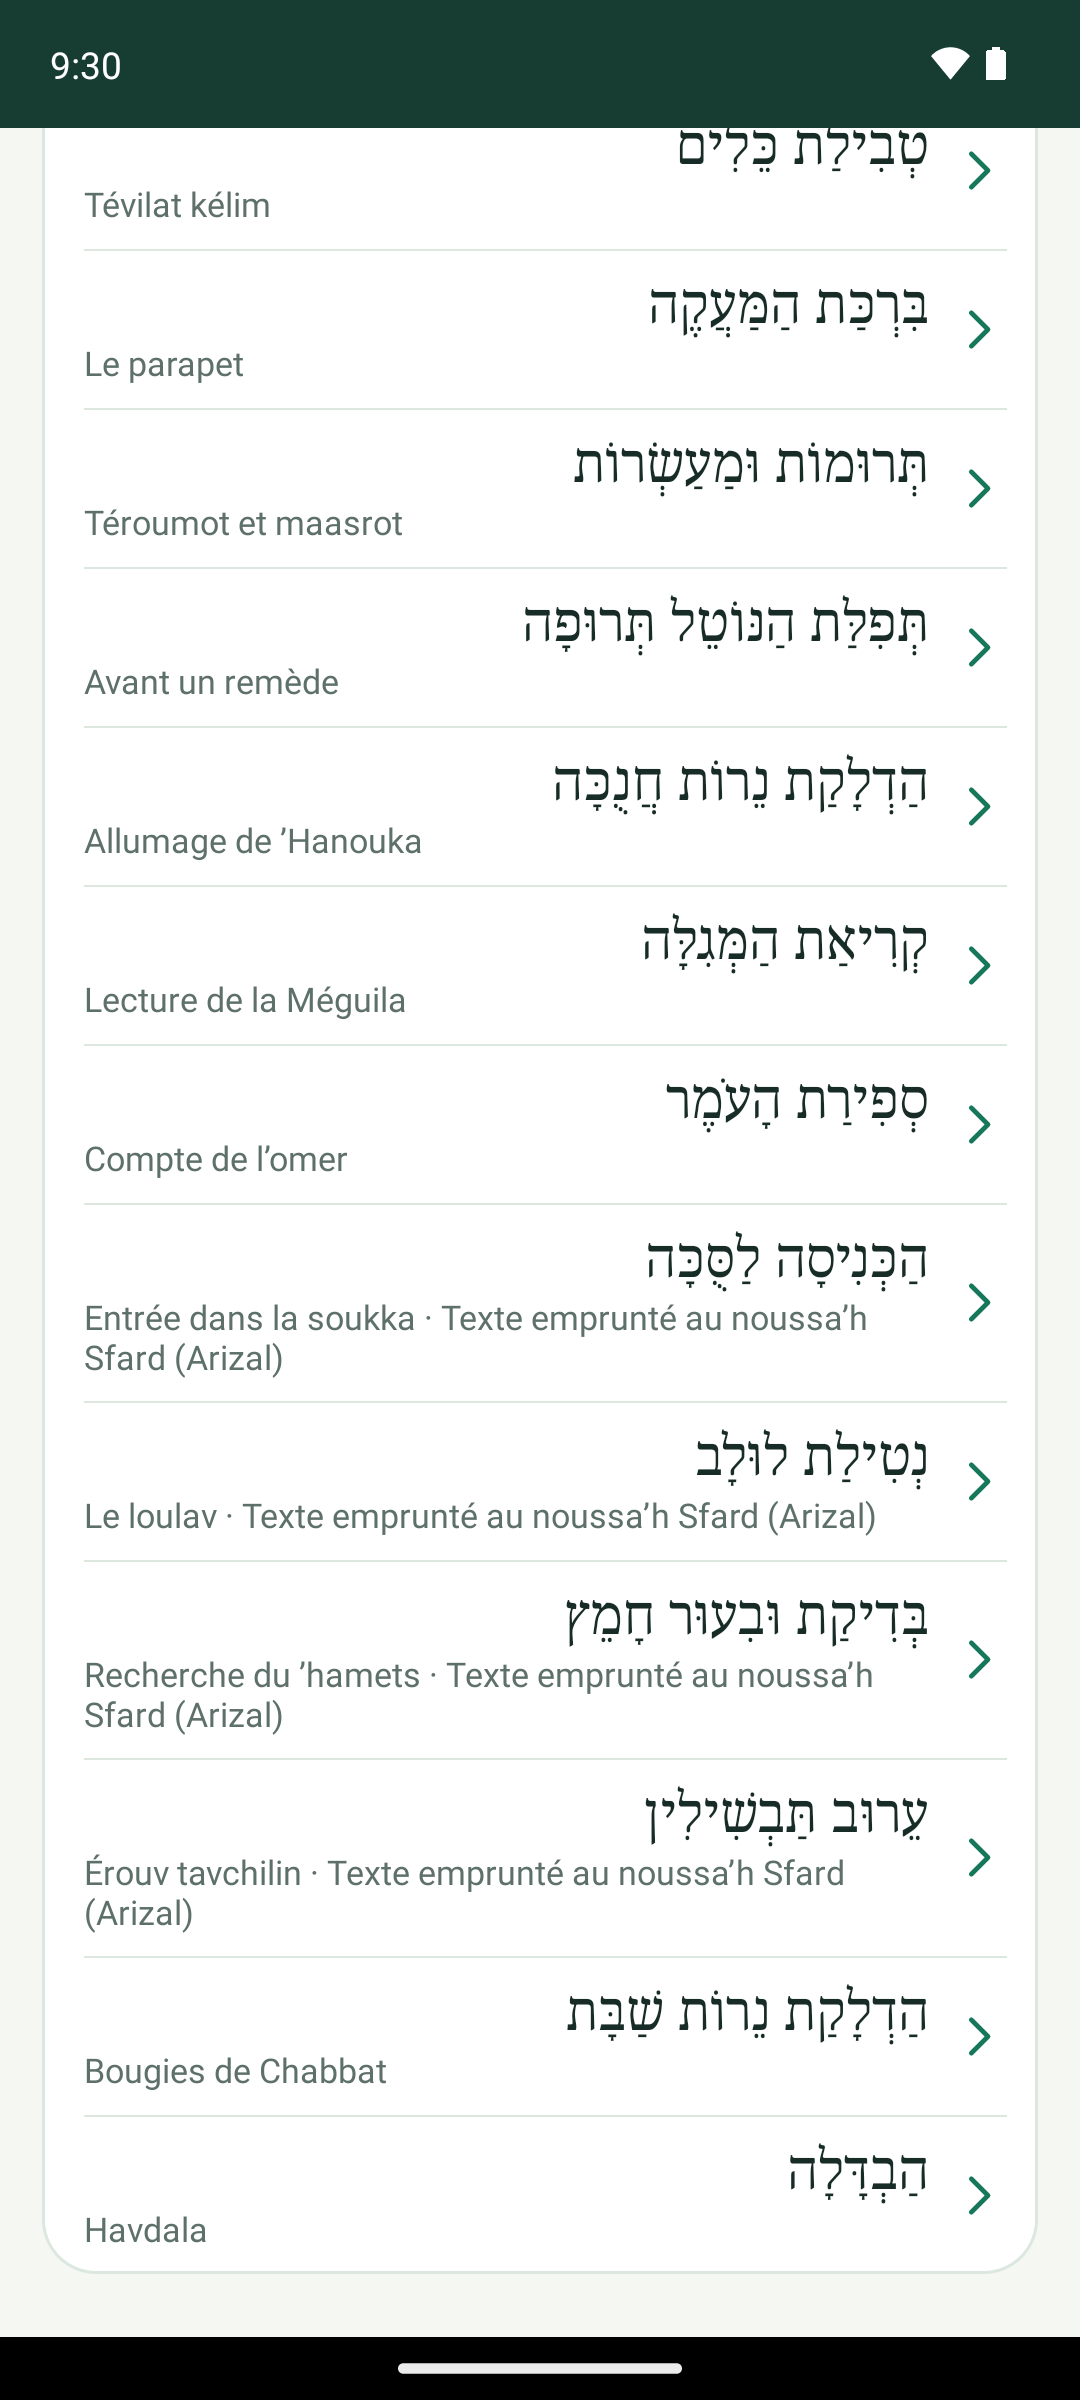 9:30
טְבִילַת כֵּלִים
Tévilat kélim
בִּרְכַּת הַמַּעֲקֶה
Le parapet
תְּרוּמוֹת וּמַעַשְׂרוֹת
Téroumot et maasrot
תְּפִלַּת הַנּוֹטֵל תְּרוּפָה
Avant un remède
הַדְלָקַת נֵרוֹת חֲנֻכָּה
Allumage de ’Hanouka
קְרִיאַת הַמְּגִלָּה
Lecture de la Méguila
סְפִירַת הָעֹמֶר
Compte de l’omer
הַכְּנִיסָה לַסֻּכָּה
Entrée dans la soukka · Texte emprunté au noussa’h
Sfard (Arizal)
נְטִילַת לוּלָב
Le loulav · Texte emprunté au noussa’h Sfard (Arizal)
בְּדִיקַת וּבִעוּר חָמֵץ
Recherche du ’hamets · Texte emprunté au noussa’h
Sfard (Arizal)
עֵרוּב תַּבְשִׁילִין
Érouv tavchilin · Texte emprunté au noussa’h Sfard
(Arizal)
הַדְלָקַת נֵרוֹת שַׁבָּת
Bougies de Chabbat
הַבְדָּלָה
Havdala